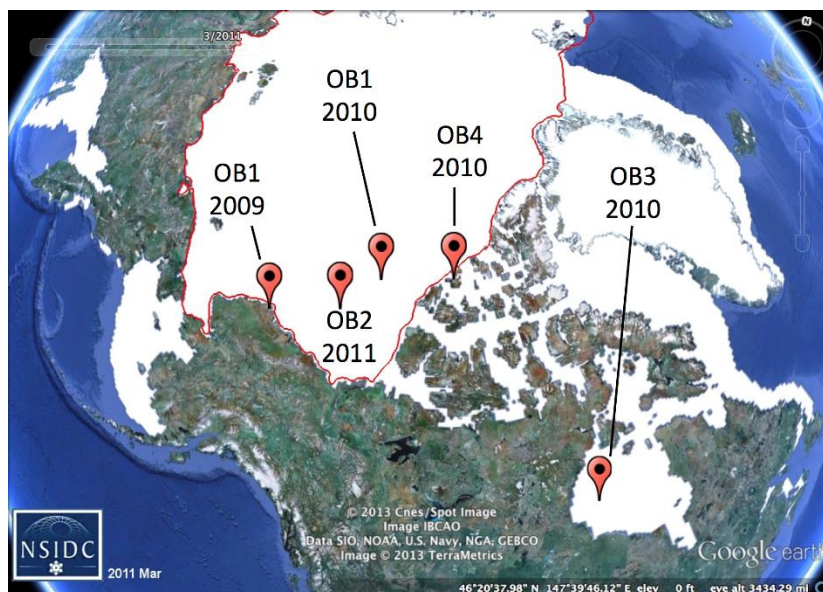 3/2011
N
OB1
2010
OB4
2010
OB1
2009
OB3
2010
OB2
2011
© 2013 Cnes/Spot Image
Image IBCAO
Data SIO, NOAA, U.S. Navy, NGA, GEBCO
Image © 2013 TerraMetrics
Google earth
NSIDC
2011 Mar
46°20'37.98" N 147°39'46.12" E elev 0 ft eye alt 3434.29 mi